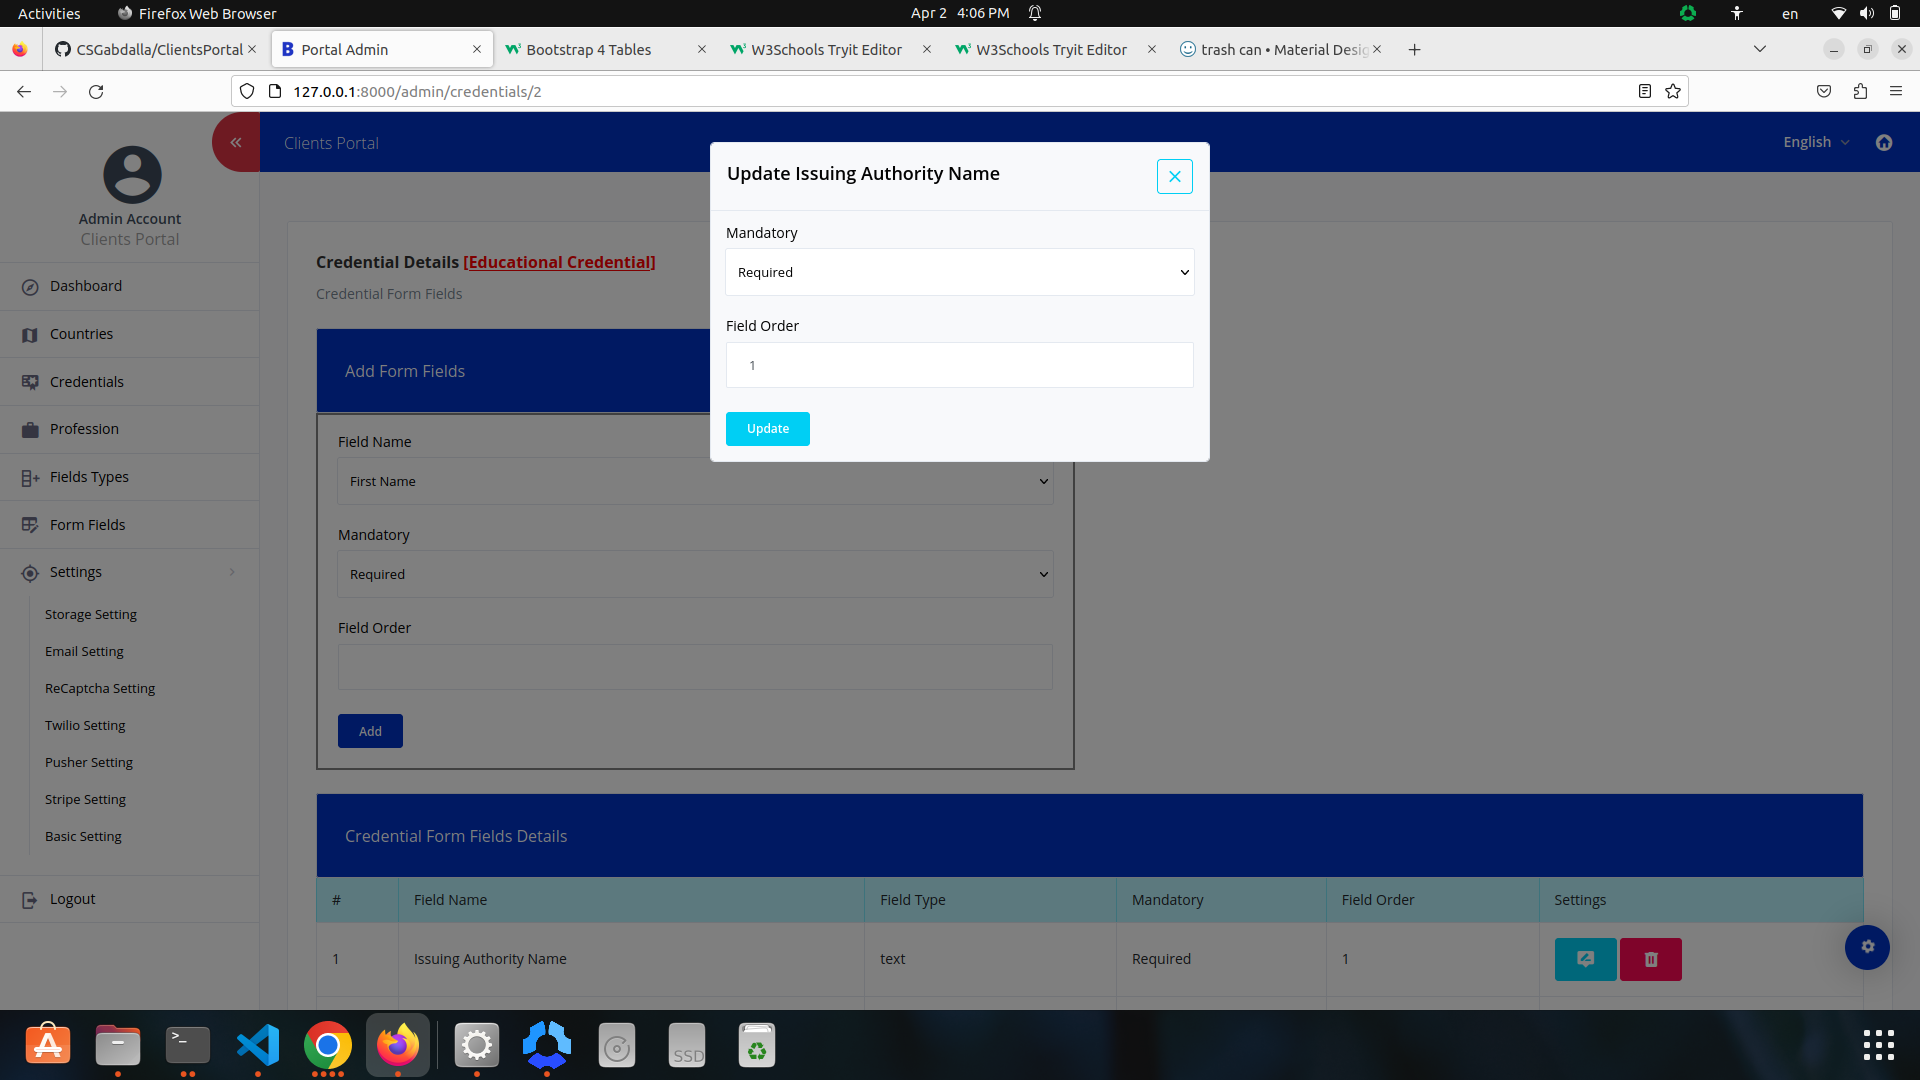 Activities
Firefox Web Browser
Apr 2 4:06 PM
en
CSGabdalla/ClientsPortal
Portal Admin
Bootstrap 4 Tables
W3Schools Tryit Editor
W3Schools Tryit Editor
trash can • Material Desig
127.0.0.1:8000/admin/credentials/2
Admin Account
Clients Portal
Dashboard
Countries
Credentials
Profession
Fields Types
Form Fields
Settings
Storage Setting
Email Setting
ReCaptcha Setting
Twilio Setting
Pusher Setting
Stripe Setting
Basic Setting
Logout
Clients Portal
English
Update Issuing Authority Name
Mandatory
Required
Field Order
1
Update
Credential Details [Educational Credential]
Credential Form Fields
Add Form Fields
Field Name
First Name
Mandatory
Required
Field Order
Add
Credential Form Fields Details
# Field Name Field Type Mandatory Field Order Settings
1 Issuing Authority Name text Required 1
SSD